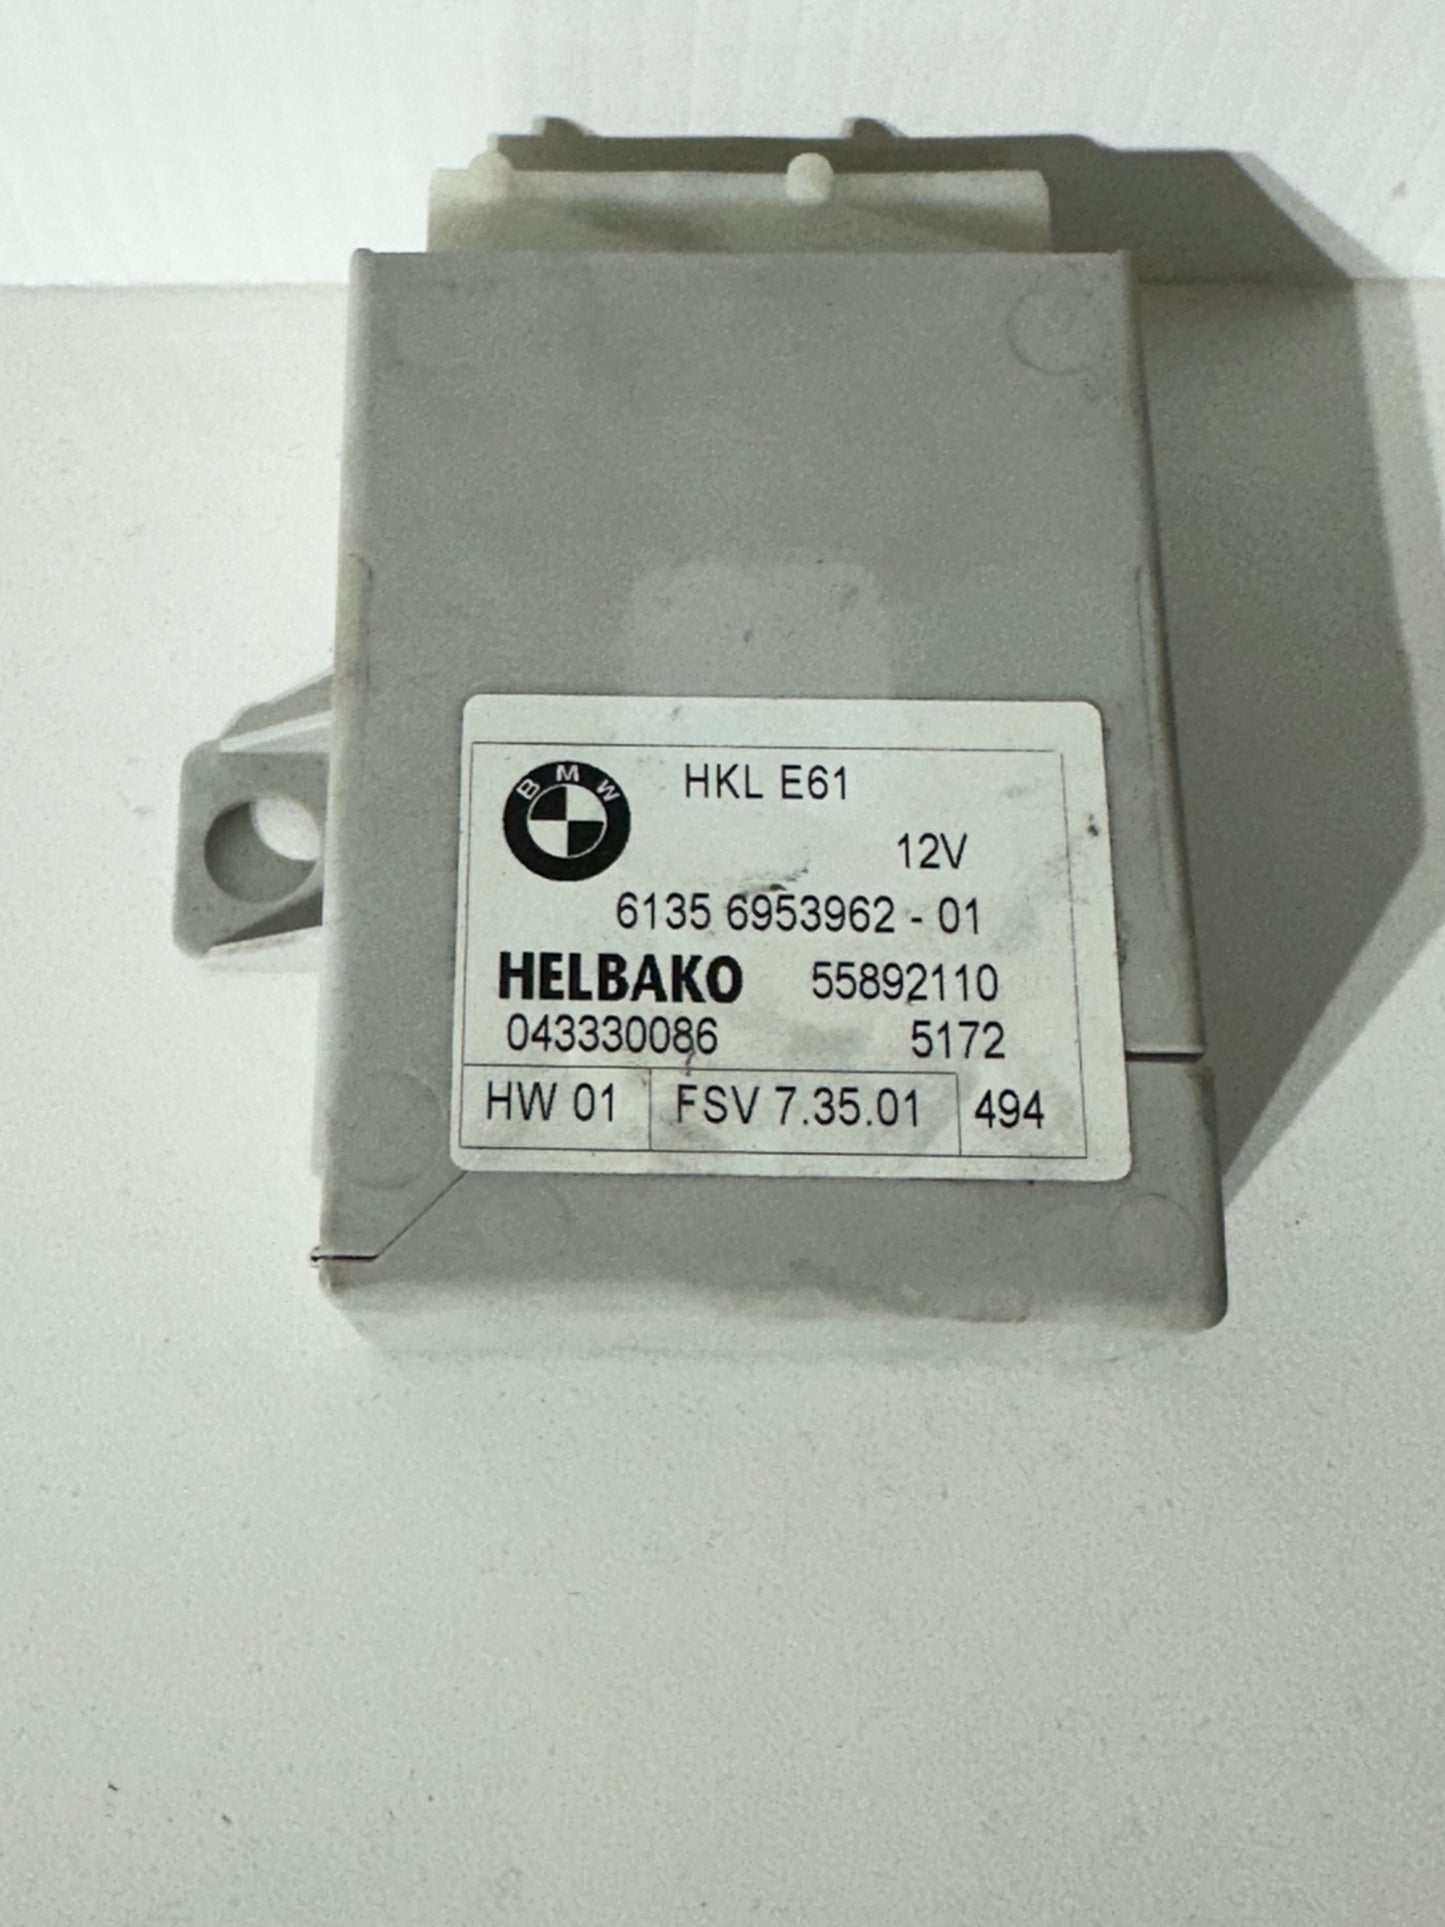 BMW
HKL E61
12V
6135 6953962 - 01
HELBAKO 55892110
043330086 5172
HW 01 FSV 7.35.01 494